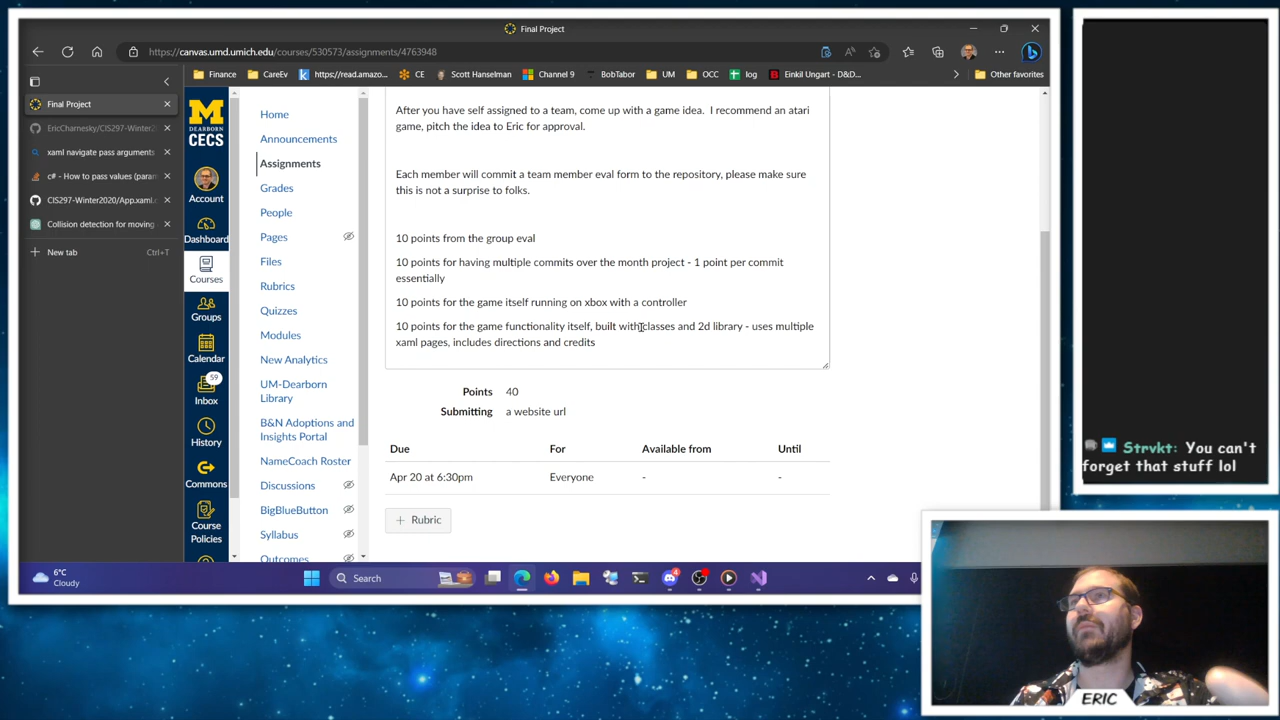 Final Project
https://canvas.umd.umich.edu/courses/530573/assignments/4763948
Finance
CareEv
https://read.amazo...
CE
Scott Hanselman
Channel 9
BobTabor
UM
OCC
log
Einkil Ungart - D&D...
Other favorites
Final Project
EricCharnesky/CIS297-Winter2
xaml navigate pass arguments
c# - How to pass values (param
CIS297-Winter2020/App.xaml.c
Collision detection for moving
New tab
Ctrl+T
M
DEARBORN
CECS
Account
Dashboard
Courses
Groups
Calendar
59
Inbox
History
Commons
Course
Policies
Home
Announcements
Assignments
Grades
People
Pages
Files
Rubrics
Quizzes
Modules
New Analytics
UM-Dearborn
Library
B&N Adoptions and
Insights Portal
NameCoach Roster
Discussions
BigBlueButton
Syllabus
Outcomes
After you have self assigned to a team, come up with a game idea. I recommend an atari
game, pitch the idea to Eric for approval.
Each member will commit a team member eval form to the repository, please make sure
this is not a surprise to folks.
10 points from the group eval
10 points for having multiple commits over the month project - 1 point per commit
essentially
10 points for the game itself running on xbox with a controller
10 points for the game functionality itself, built with classes and 2d library - uses multiple
xaml pages, includes directions and credits
Points 40
Submitting a website url
Due For Available from Until
Apr 20 at 6:30pm Everyone - -
+ Rubric
Strvkt: You can't
forget that stuff lol
6°C
Cloudy
Search
4
ERIC